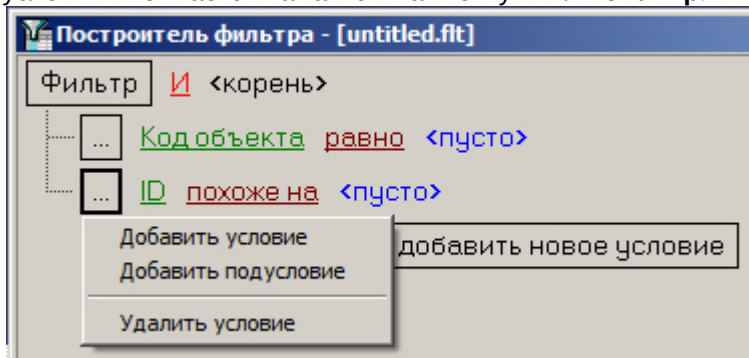 Построитель фильтра - [untitled.flt]
Фильтр И <корень>
... Код объекта равно <пусто>
... ID похоже на <пусто>
Добавить условие
добавить новое условие
Добавить подусловие
Удалить условие